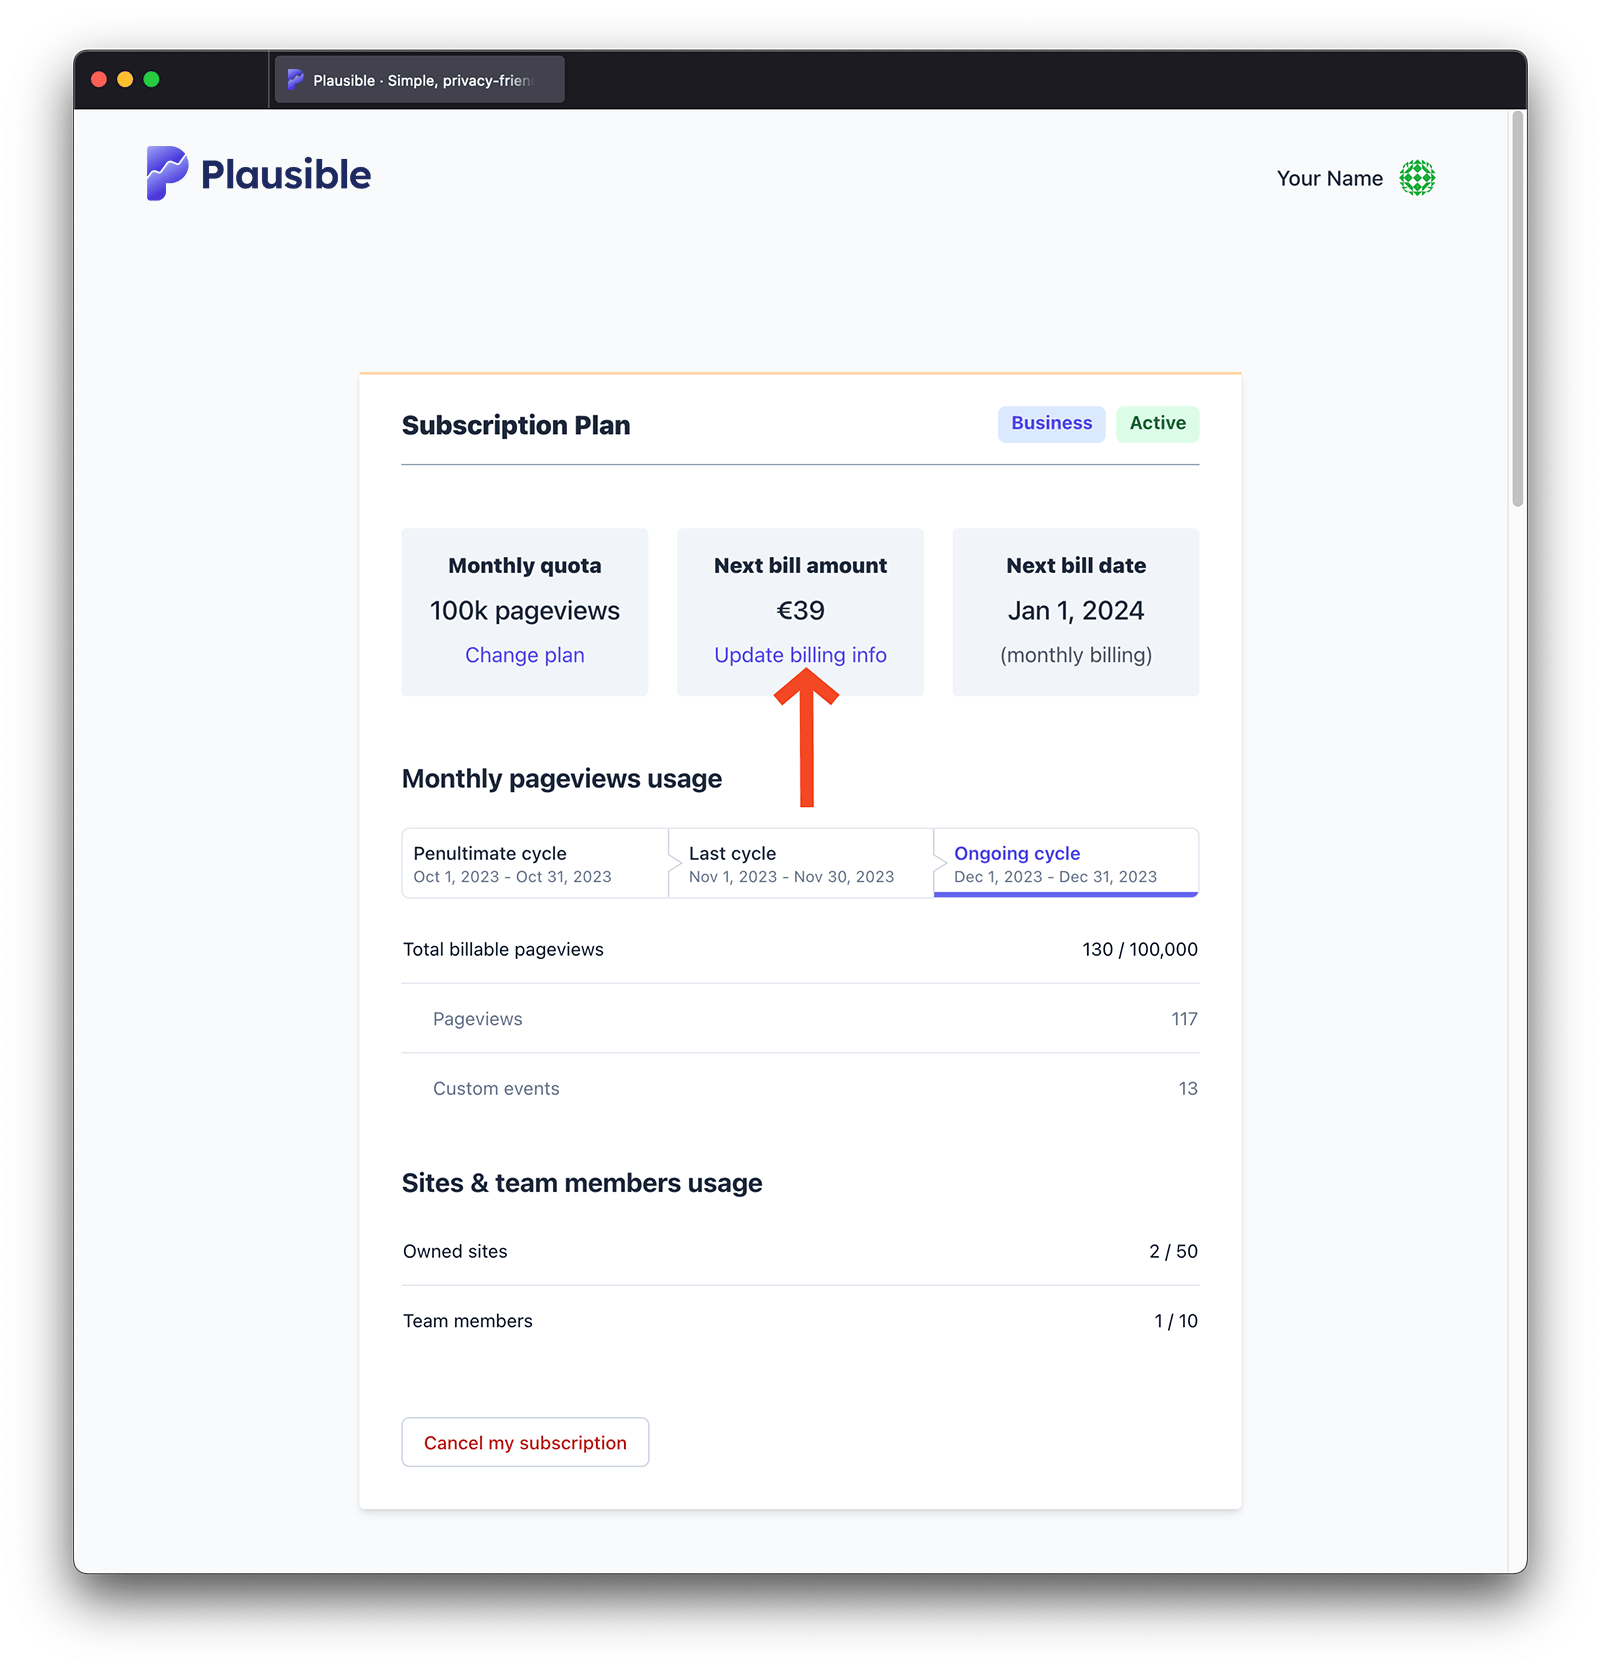 Plausible · Simple, privacy-frien
Plausible
Your Name
Subscription Plan
Business
Active
Monthly quota
100k pageviews
Change plan
Next bill amount
€39
Update billing info
Next bill date
Jan 1, 2024
(monthly billing)
Monthly pageviews usage
Penultimate cycle
Oct 1, 2023 - Oct 31, 2023
Last cycle
Nov 1, 2023 - Nov 30, 2023
Ongoing cycle
Dec 1, 2023 - Dec 31, 2023
Total billable pageviews 130 / 100,000
Pageviews 117
Custom events 13
Sites & team members usage
Owned sites 2 / 50
Team members 1 / 10
Cancel my subscription